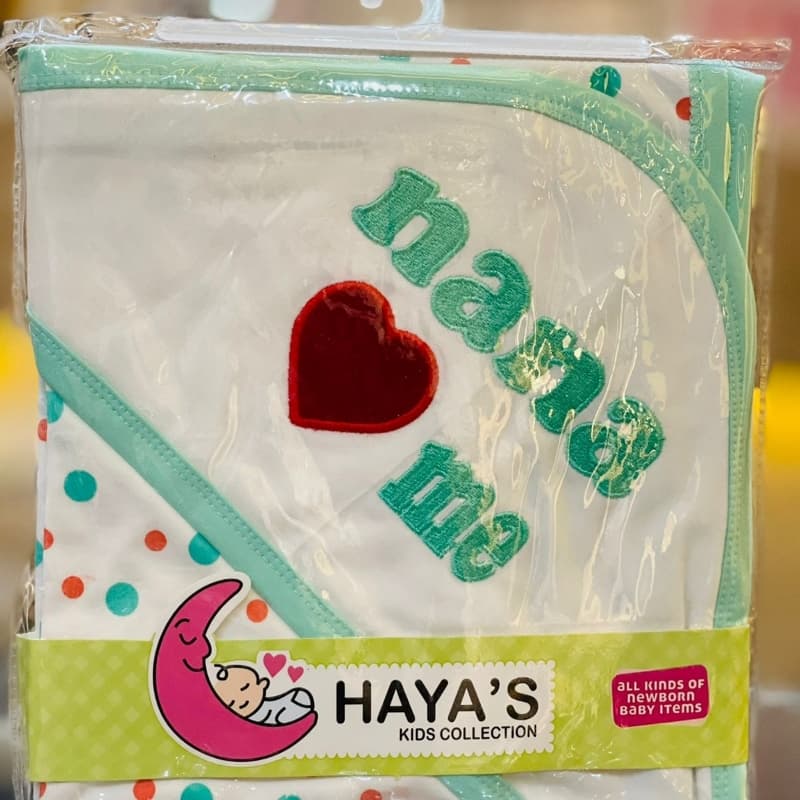 nana
me
HAYA'S
KIDS COLLECTION
aLL KINDS OF
newBORN
BaBY ITemS